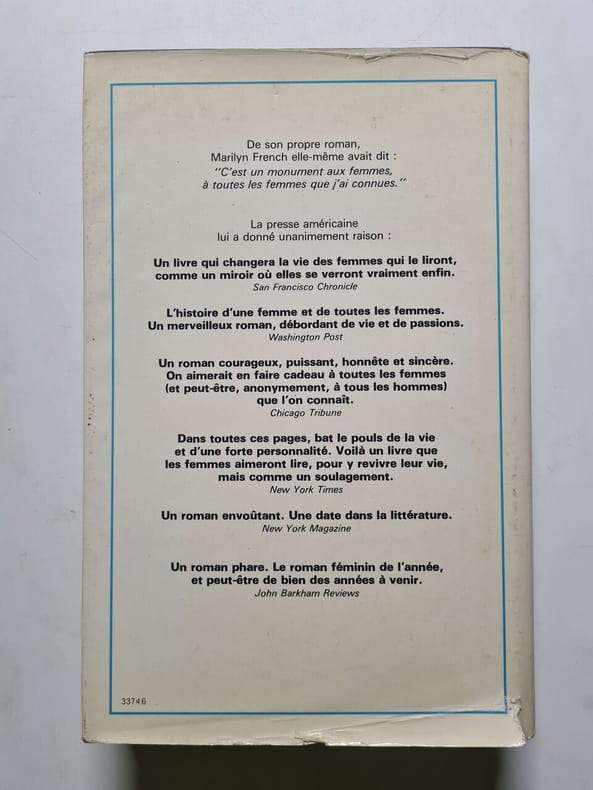 De son propre roman,
Marilyn French elle-même avait dit :
"C'est un monument aux femmes,
à toutes les femmes que j'ai connues."
La presse américaine
lui a donné unanimement raison :
Un livre qui changera la vie des femmes qui le liront,
comme un miroir où elles se verront vraiment enfin.
San Francisco Chronicle
L'histoire d'une femme et de toutes les femmes.
Un merveilleux roman, débordant de vie et de passions.
Washington Post
Un roman courageux, puissant, honnête et sincère.
On aimerait en faire cadeau à toutes les femmes
(et peut-être, anonymement, à tous les hommes)
que l'on connaît.
Chicago Tribune
Dans toutes ces pages, bat le pouls de la vie
et d'une forte personnalité. Voilà un livre que
les femmes aimeront lire, pour y revivre leur vie,
mais comme un soulagement.
New York Times
Un roman envoûtant. Une date dans la littérature.
New York Magazine
Un roman phare. Le roman féminin de l'année,
et peut-être de bien des années à venir.
John Barkham Reviews
3374.6